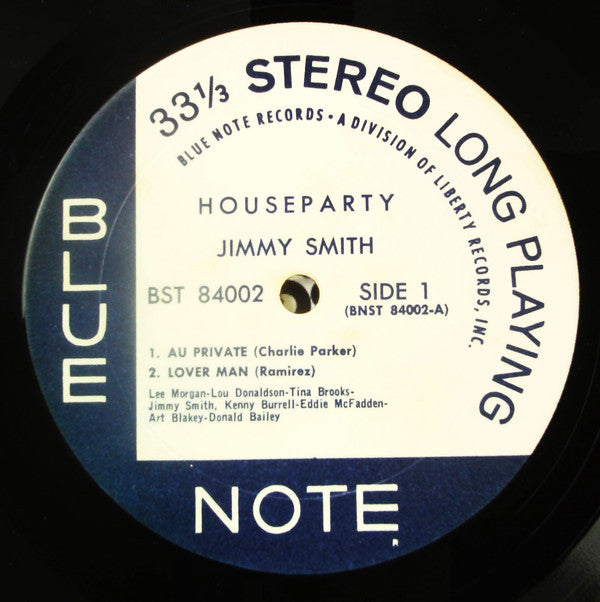 33⅓ STEREO LONG PLAYING
BLUE NOTE RECORDS • A DIVISION OF LIBERTY RECORDS, INC.
HOUSEPARTY
JIMMY SMITH
BST 84002 SIDE 1
(BNST 84002-A)
1. AU PRIVATE (Charlie Parker)
2. LOVER MAN (Ramirez)
Lee Morgan-Lou Donaldson-Tina Brooks-
Jimmy Smith, Kenny Burrell-Eddie McFadden-
Art Blakey-Donald Bailey
BLUE
NOTE
R